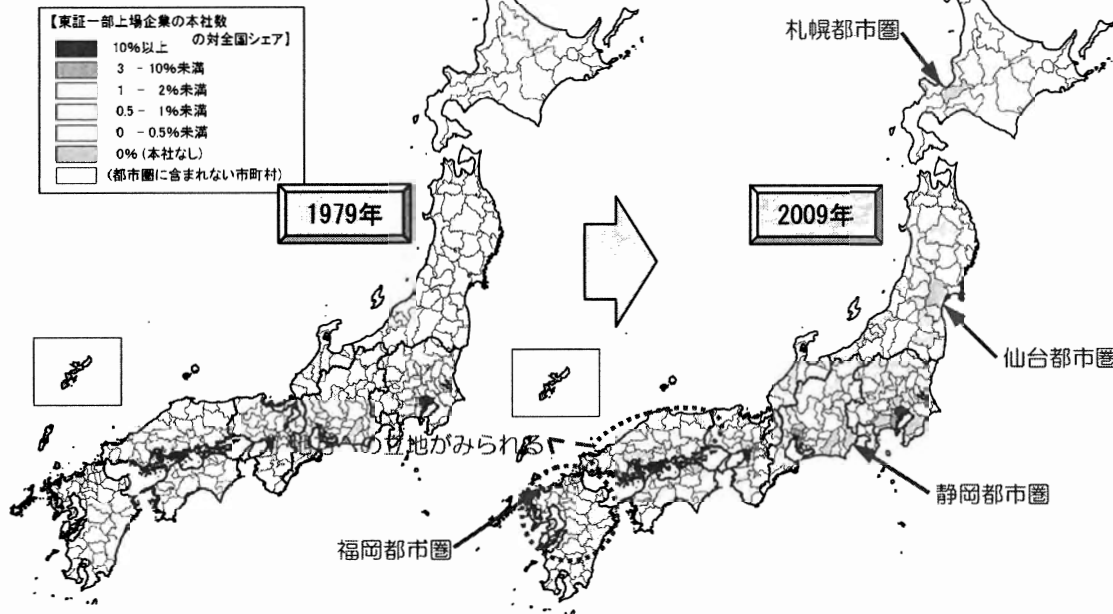 【東証一部上場企業の本社数
の対全国シェア】
10%以上
3 - 10%未満
1 - 2%未満
0.5 - 1%未満
0 - 0.5%未満
0% (本社なし)
(都市圏に含まれない市町村)
1979年
2009年
札幌都市圏
仙台都市圏
への立地がみられる
静岡都市圏
福岡都市圏